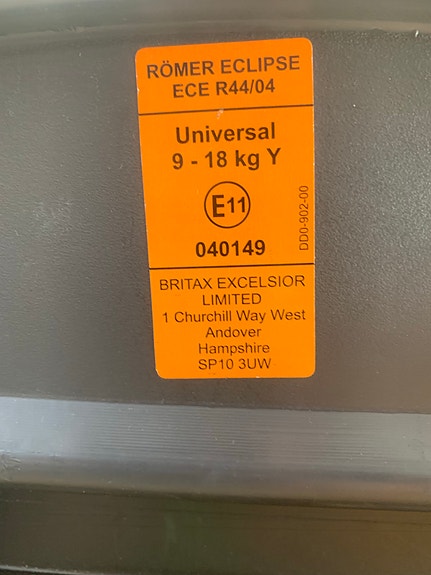 RÖMER ECLIPSE
ECE R44/04
Universal
9 - 18 kg Y
E11
040149
DD0-902-00
BRITAX EXCELSIOR
LIMITED
1 Churchill Way West
Andover
Hampshire
SP10 3UW